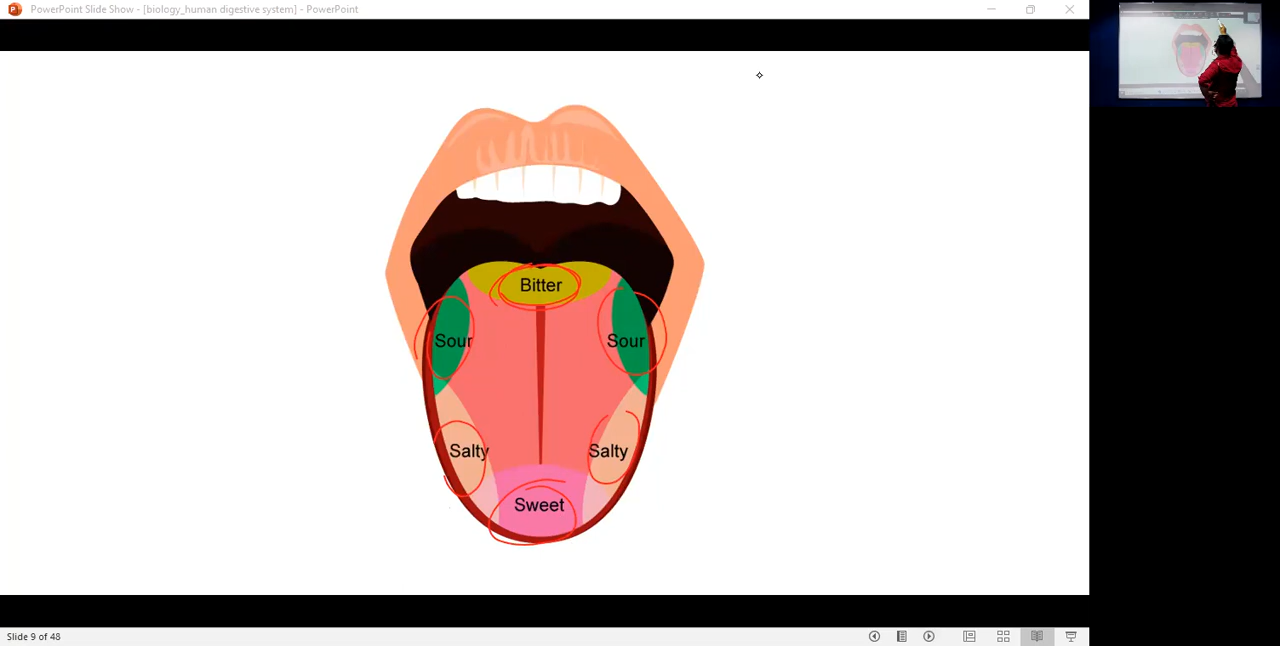 PowerPoint Slide Show - [biology_human digestive system] - PowerPoint
Bitter
Sour Sour
Salty Salty
Sweet
Slide 9 of 48